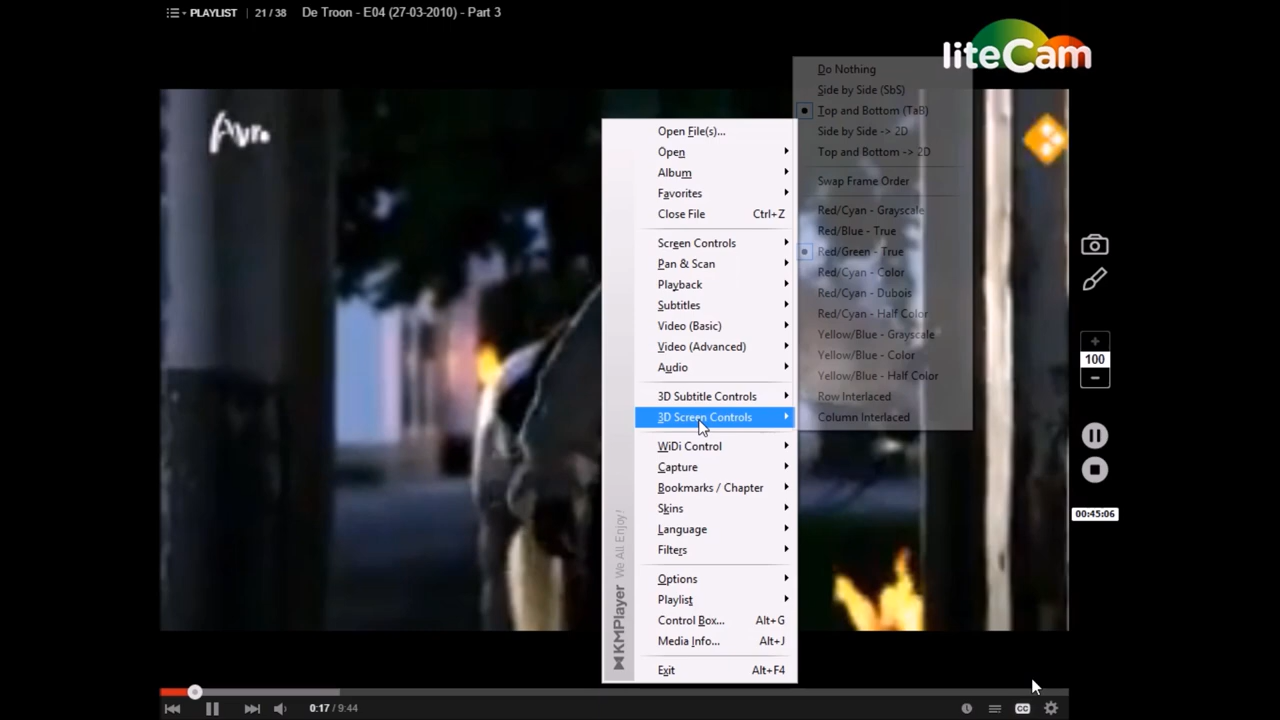 PLAYLIST 21 / 38 De Troon - E04 (27-03-2010) - Part 3
liteCam
Avro
Open File(s)...
Open
Album
Favorites
Close File Ctrl+Z
Screen Controls
Pan & Scan
Playback
Subtitles
Video (Basic)
Video (Advanced)
Audio
3D Subtitle Controls
3D Screen Controls
WiDi Control
Capture
Bookmarks / Chapter
Skins
Language
Filters
Options
Playlist
Control Box... Alt+G
Media Info... Alt+J
Exit Alt+F4
KMPlayer We All Enjoy!
Do Nothing
Side by Side (SbS)
Top and Bottom (TaB)
Side by Side -> 2D
Top and Bottom -> 2D
Swap Frame Order
Red/Cyan - Grayscale
Red/Blue - True
Red/Green - True
Red/Cyan - Color
Red/Cyan - Dubois
Red/Cyan - Half Color
Yellow/Blue - Grayscale
Yellow/Blue - Color
Yellow/Blue - Half Color
Row Interlaced
Column Interlaced
+
100
-
00:45:06
0:17 / 9:44
CC